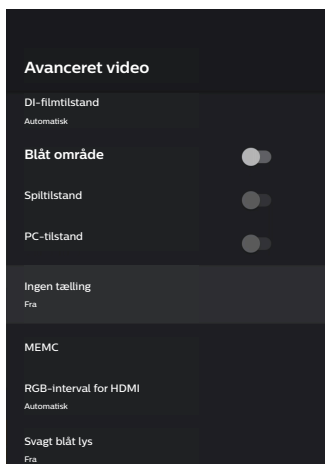 Avanceret video
DI-filmtilstand
Automatisk
Blåt område
Spiltilstand
PC-tilstand
Ingen tælling
Fra
MEMC
RGB-interval for HDMI
Automatisk
Svagt blåt lys
Fra